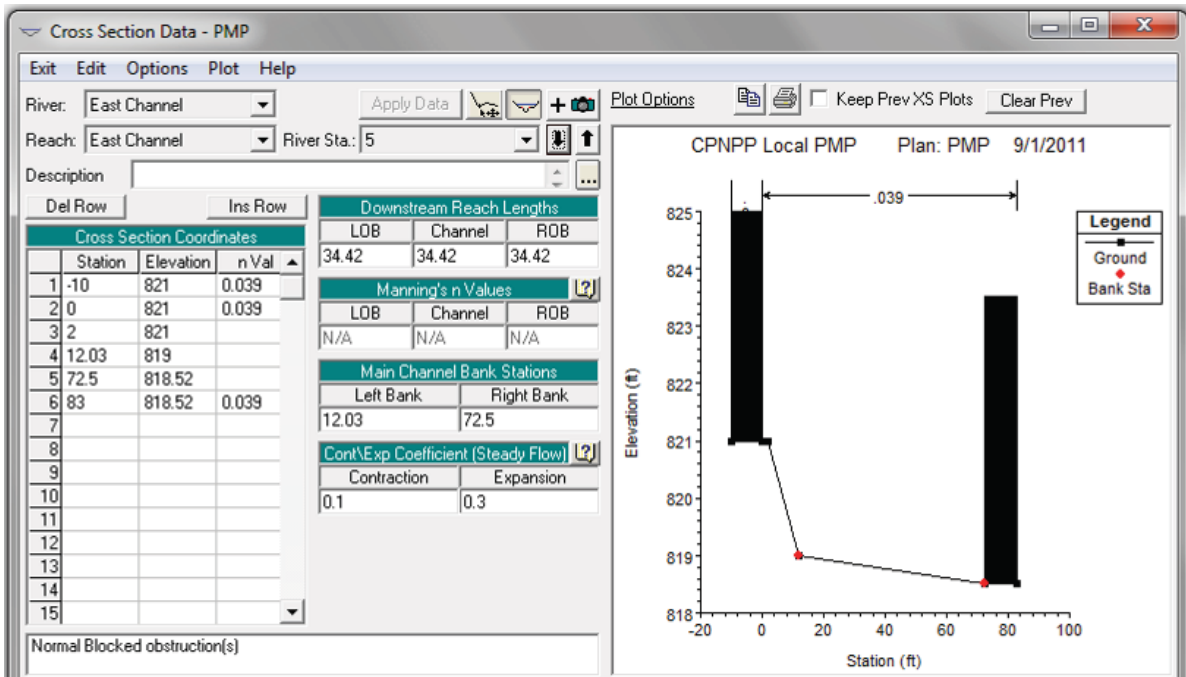 Cross Section Data - PMP
Exit Edit Options Plot Help
River: East Channel
Apply Data
Plot Options
Keep Prev XS Plots
Clear Prev
Reach: East Channel
River Sta.: 5
Description
...
Del Row
Ins Row
Cross Section Coordinates
Station Elevation n Val
1 -10 821 0.039
2 0 821 0.039
3 2 821
4 12.03 819
5 72.5 818.52
6 83 818.52 0.039
7
8
9
10
11
12
13
14
15
Downstream Reach Lengths
LOB Channel ROB
34.42 34.42 34.42
Manning's n Values
LOB Channel ROB
N/A N/A N/A
Main Channel Bank Stations
Left Bank Right Bank
12.03 72.5
Cont\Exp Coefficient (Steady Flow)
Contraction Expansion
0.1 0.3
Normal Blocked obstruction(s)
CPNPP Local PMP Plan: PMP 9/1/2011
.039
Legend
Ground
Bank Sta
825
824
823
822
821
820
819
818
Elevation (ft)
-20 0 20 40 60 80 100
Station (ft)